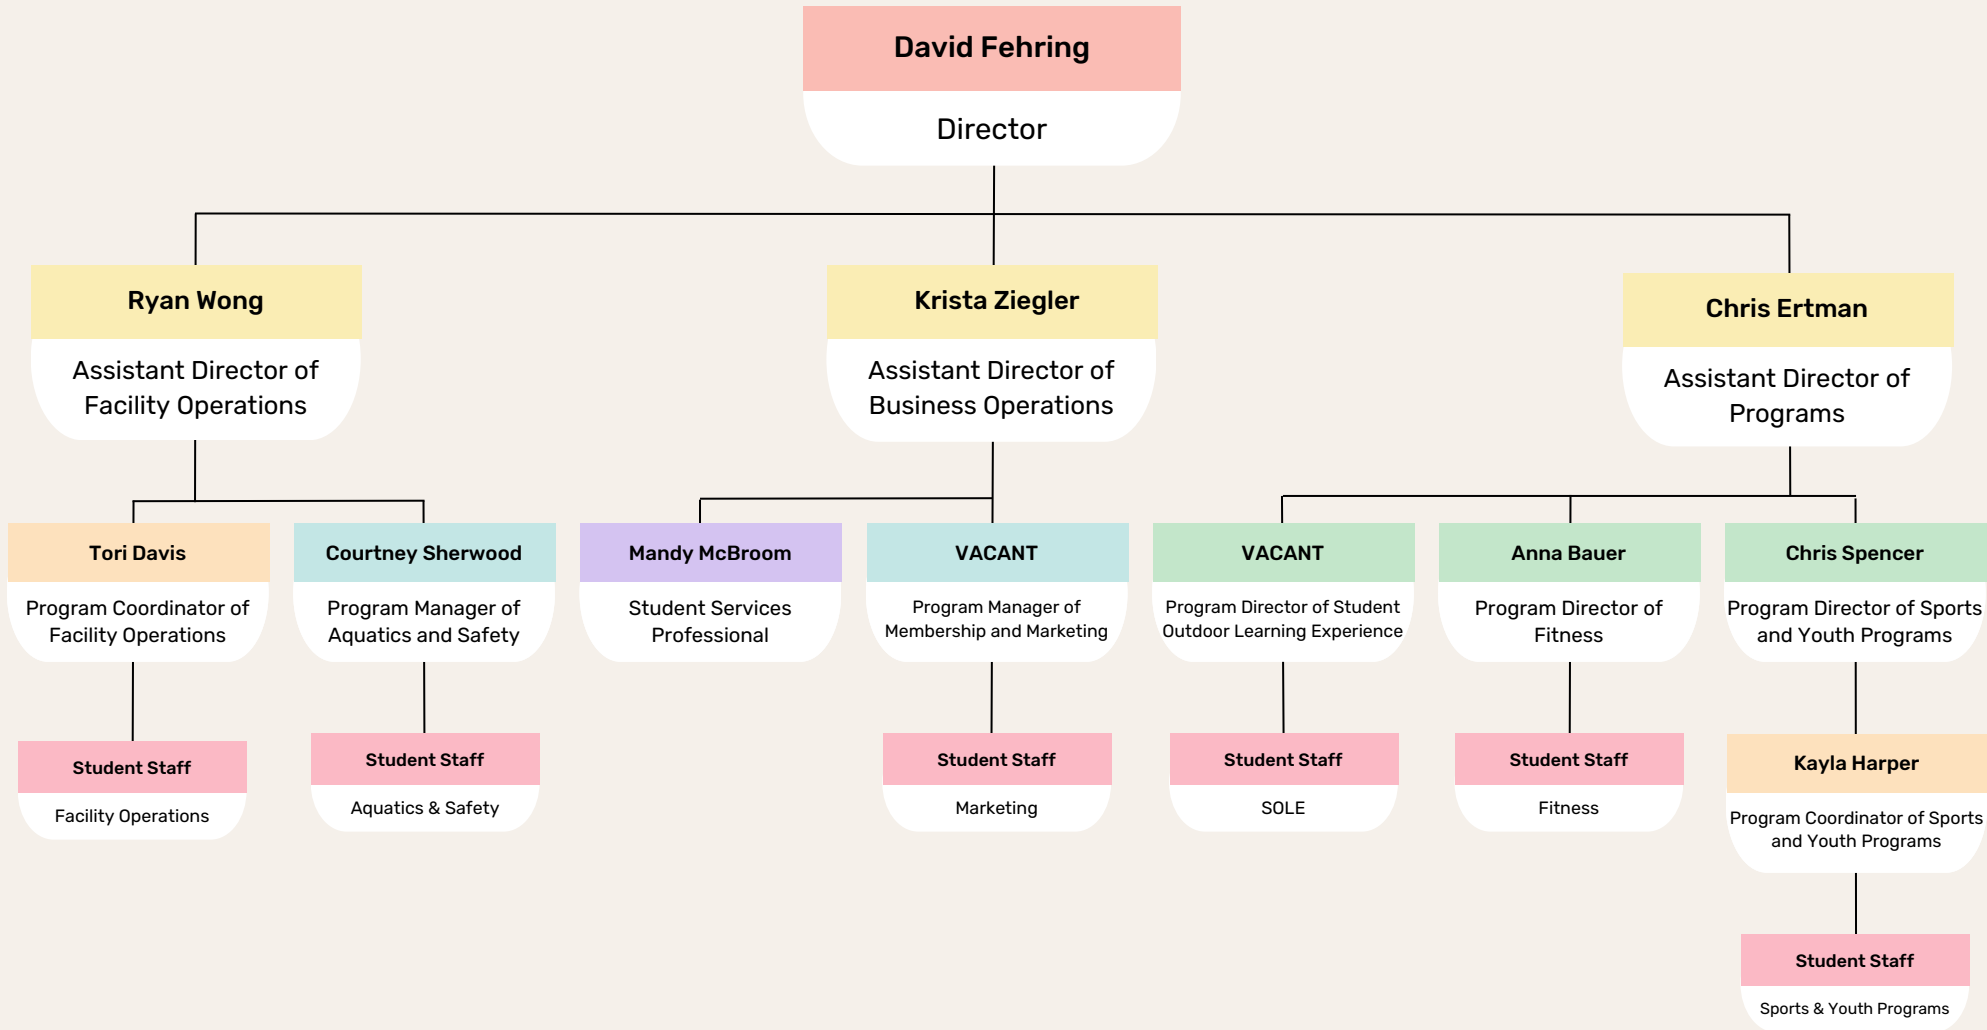 David Fehring
Director
Ryan Wong
Assistant Director of
Facility Operations
Krista Ziegler
Assistant Director of
Business Operations
Chris Ertman
Assistant Director of
Programs
Tori Davis
Program Coordinator of
Facility Operations
Courtney Sherwood
Program Manager of
Aquatics and Safety
Mandy McBroom
Student Services
Professional
VACANT
Program Manager of
Membership and Marketing
VACANT
Program Director of Student
Outdoor Learning Experience
Anna Bauer
Program Director of
Fitness
Chris Spencer
Program Director of Sports
and Youth Programs
Student Staff
Facility Operations
Student Staff
Aquatics & Safety
Student Staff
Marketing
Student Staff
SOLE
Student Staff
Fitness
Kayla Harper
Program Coordinator of Sports
and Youth Programs
Student Staff
Sports & Youth Programs